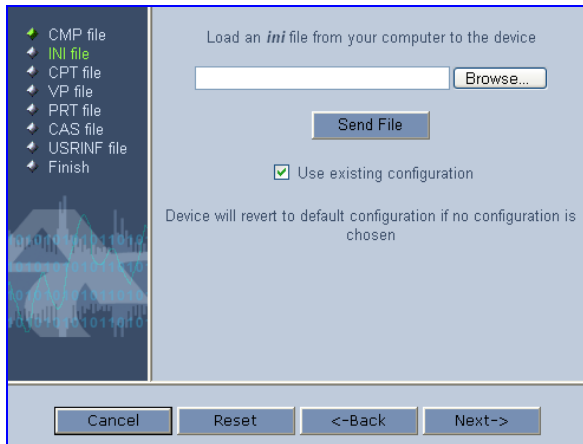 CMP file
INI file
CPT file
VP file
PRT file
CAS file
USRINF file
Finish
Load an ini file from your computer to the device
Browse...
Send File
Use existing configuration
Device will revert to default configuration if no configuration is
chosen
Cancel
Reset
<-Back
Next->